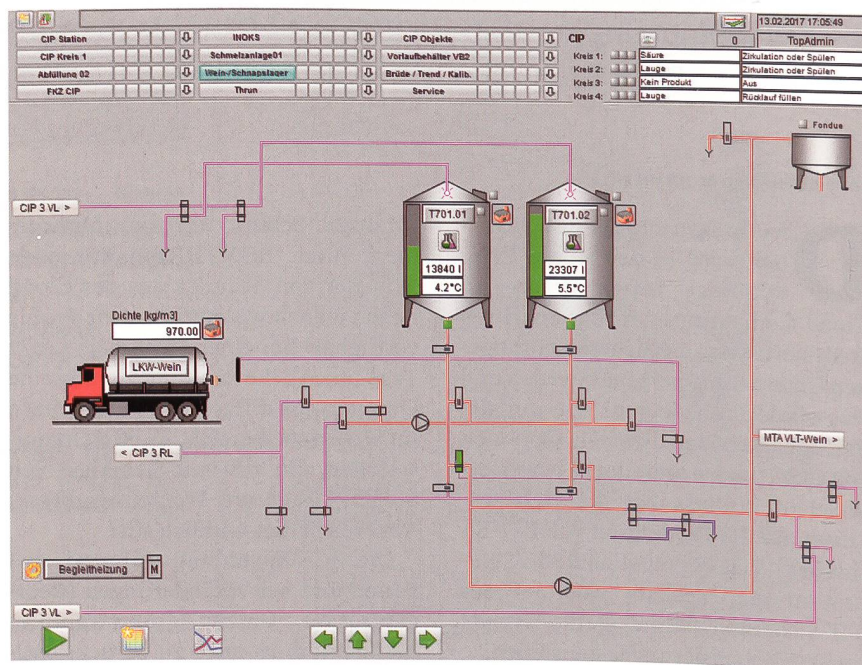 13.02.2017 17:05:49
CIP Station
INOKS
CIP Objekte
CIP
0
TopAdmin
CIP Kreis 1
Schmelzanlage01
Vorlaufbehälter VB2
Kreis 1:
Säure
Zirkulation oder Spülen
Abfüllung 02
Wein-/Schnapslager
Brüde / Trend / Kalib.
Kreis 2:
Lauge
Zirkulation oder Spülen
FKZ CIP
Thrun
Service
Kreis 3:
Kein Produkt
Aus
Kreis 4:
Lauge
Rücklauf füllen
Fondue
CIP 3 VL >
T701.01
T701.02
13840 l
23307 l
4.2°C
5.5°C
Dichte [kg/m3]
970.00
LKW-Wein
< CIP 3 RL
MTA VLT-Wein >
Begleitheizung
M
CIP 3 VL >